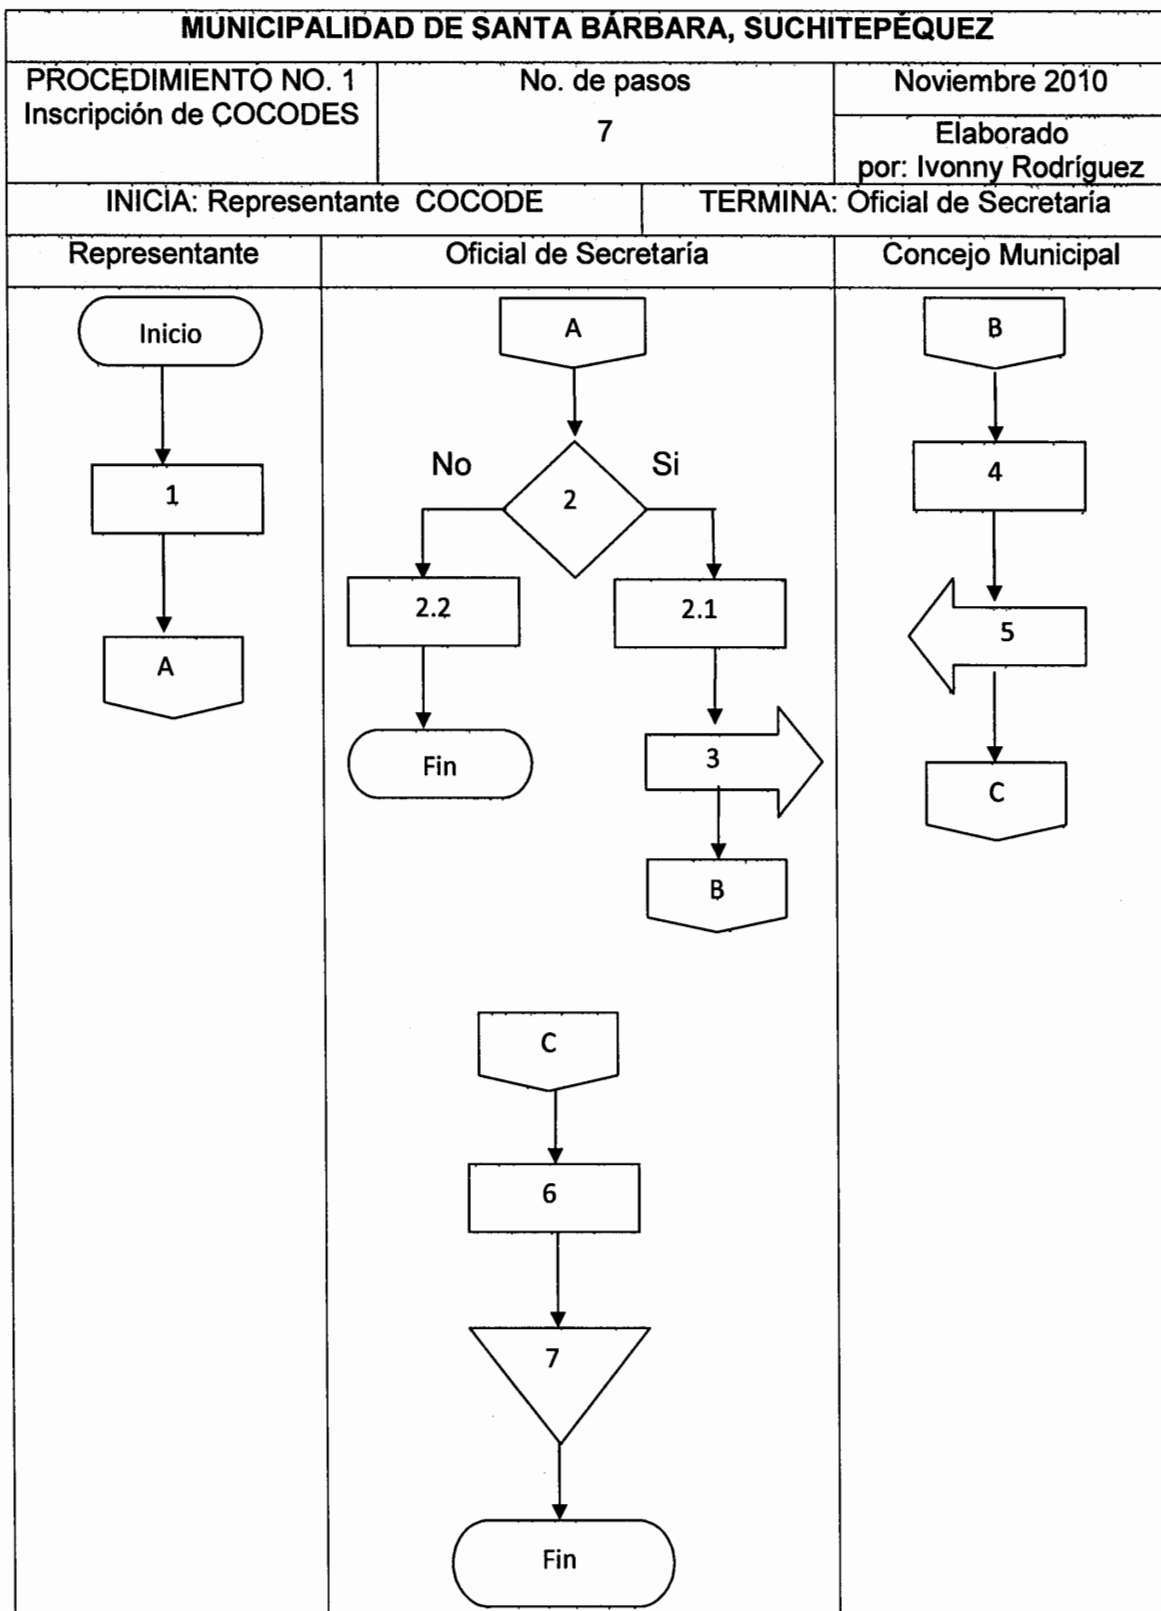 MUNICIPALIDAD DE SANTA BÁRBARA, SUCHITEPÉQUEZ
PROCEDIMIENTO NO. 1
Inscripción de COCODES
No. de pasos
7
Noviembre 2010
Elaborado
por: Ivonny Rodríguez
INICIA: Representante COCODE
TERMINA: Oficial de Secretaría
Representante
Oficial de Secretaría
Concejo Municipal
Inicio
1
A
A
No
Si
2
2.2
2.1
Fin
3
B
C
6
7
Fin
B
4
5
C